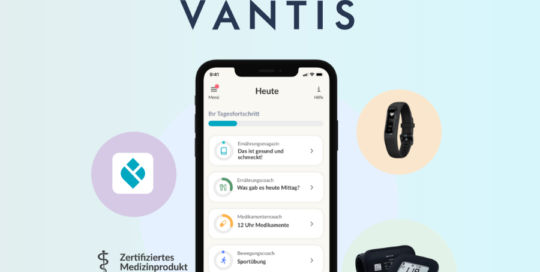 VANTIS
9:41
Heute
Menü
Hilfe
Ihr Tagesfortschritt
Ernährungsmagazin
Das ist gesund und
schmeckt!
Ernährungscoach
Was gab es heute Mittag?
Medikamentencoach
12 Uhr Medikamente
Bewegungscoach
Sportübung
Zertifiziertes
Medizinprodukt